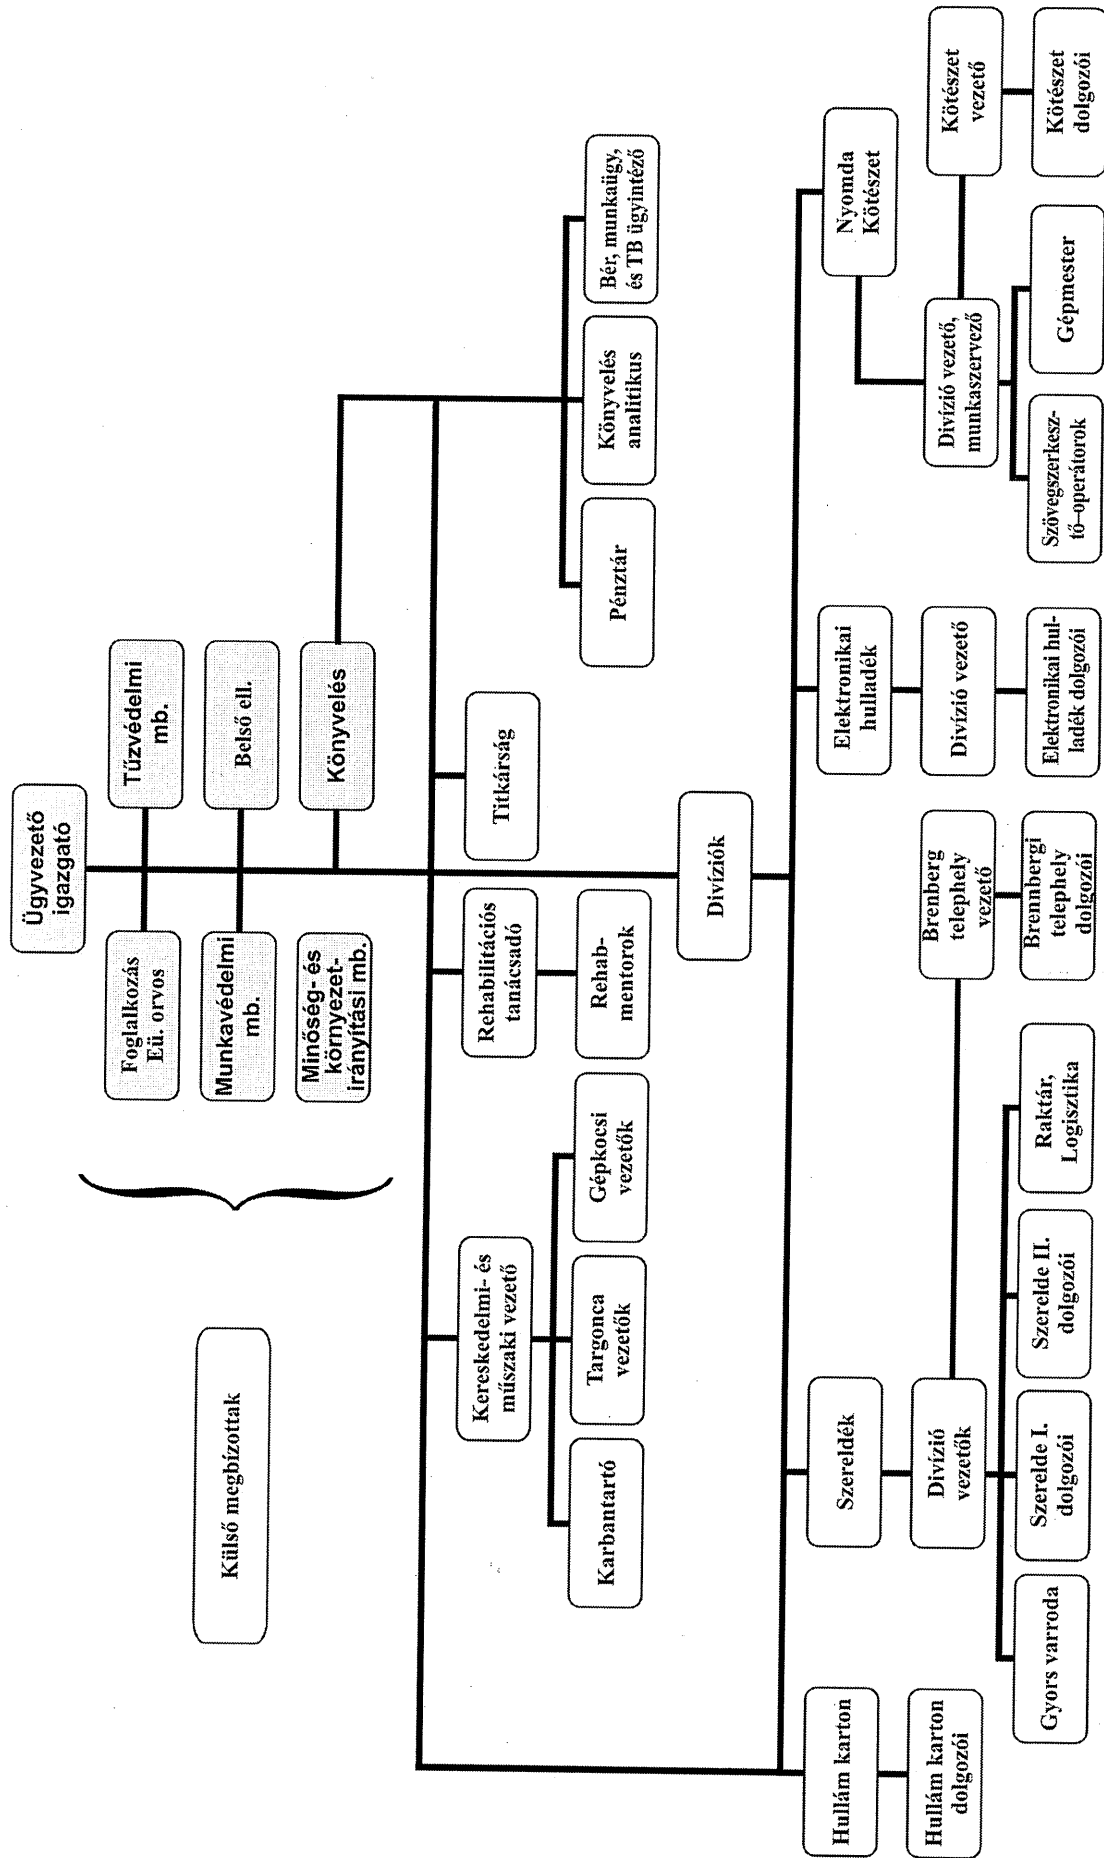 Ügyvezető
igazgató
Foglalkozás
Eü. orvos
Tűzvédelmi
mb.
Munkavédelmi
mb.
Belső ell.
Minőség- és
környezet-
irányítási mb.
Könyvelés
Külső megbízottak
Kereskedelmi- és
műszaki vezető
Rehabilitációs
tanácsadó
Titkárság
Karbantartó
Targonca
vezetők
Gépkocsi
vezetők
Rehab-
mentorok
Pénztár
Könyvelés
analitikus
Bér, munkaügy,
és TB ügyintéző
Divíziók
Hullám karton
Szereldék
Elektronikai
hulladék
Nyomda
Kötészet
Hullám karton
dolgozói
Divízió
vezetők
Brenberg
telephely
vezető
Divízió vezető
Divízió vezető,
munkaszervező
Kötészet
vezető
Gyors varroda
Szerelde I.
dolgozói
Szerelde II.
dolgozói
Raktár,
Logisztika
Brennbergi
telephely
dolgozói
Elektronikai hul-
ladék dolgozói
Szövegszerkesz-
tő–operátorok
Gépmester
Kötészet
dolgozói